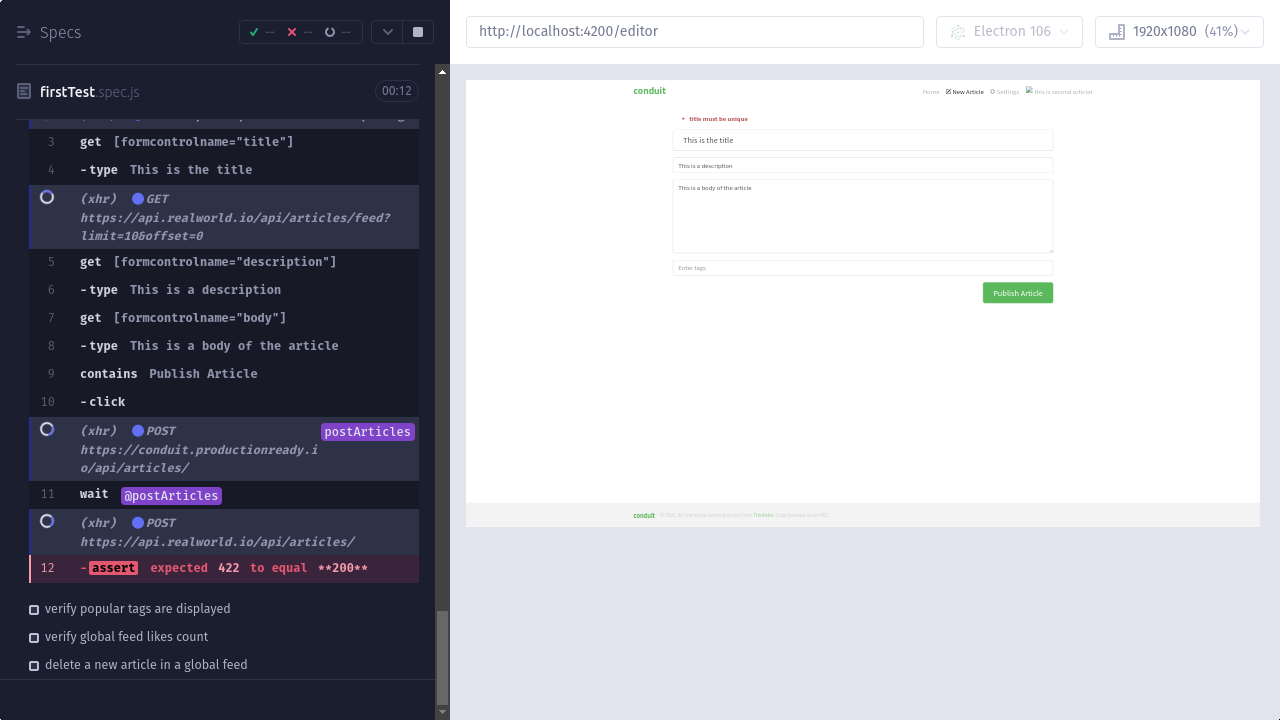 Specs
--
--
--
http://localhost:4200/editor
Electron 106
1920x1080 (41%)
firstTest.spec.js
00:12
3 get [formcontrolname="title"]
4 -type This is the title
(xhr) GET
https://api.realworld.io/api/articles/feed?
limit=10&offset=0
5 get [formcontrolname="description"]
6 -type This is a description
7 get [formcontrolname="body"]
8 -type This is a body of the article
9 contains Publish Article
10 -click
(xhr) POST postArticles
https://conduit.productionready.i
o/api/articles/
11 wait @postArticles
(xhr) POST
https://api.realworld.io/api/articles/
12 -assert expected 422 to equal **200**
verify popular tags are displayed
verify global feed likes count
delete a new article in a global feed
conduit
Home New Article Settings this is second article!
• title must be unique
This is the title
This is a description
This is a body of the article
Enter tags
Publish Article
conduit An interactive learning project from Thinkster. Code licensed under MIT.